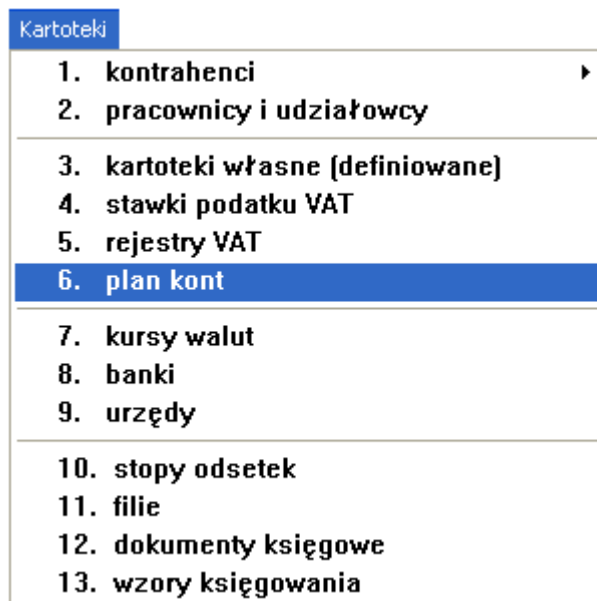 Kartoteki
1. kontrahenci
2. pracownicy i udziałowcy
3. kartoteki własne (definiowane)
4. stawki podatku VAT
5. rejestry VAT
6. plan kont
7. kursy walut
8. banki
9. urzędy
10. stopy odsetek
11. filie
12. dokumenty księgowe
13. wzory księgowania